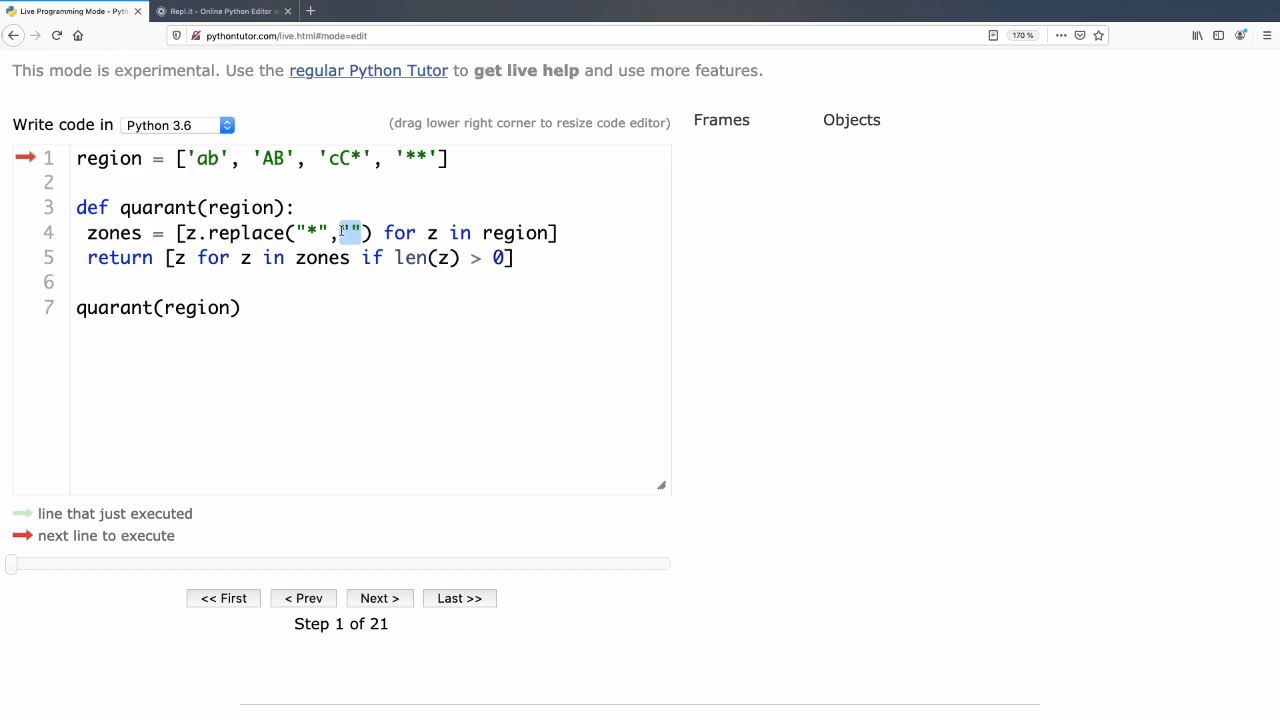 Live Programming Mode - Pyth
Repl.it - Online Python Editor
pythontutor.com/live.html#mode=edit
170 %
This mode is experimental. Use the regular Python Tutor to get live help and use more features.
Write code in Python 3.6
(drag lower right corner to resize code editor)
Frames
Objects
1 region = ['ab', 'AB', 'cC*', '**']
2
3 def quarant(region):
4 zones = [z.replace("*","") for z in region]
5 return [z for z in zones if len(z) > 0]
6
7 quarant(region)
line that just executed
next line to execute
<< First
< Prev
Next >
Last >>
Step 1 of 21